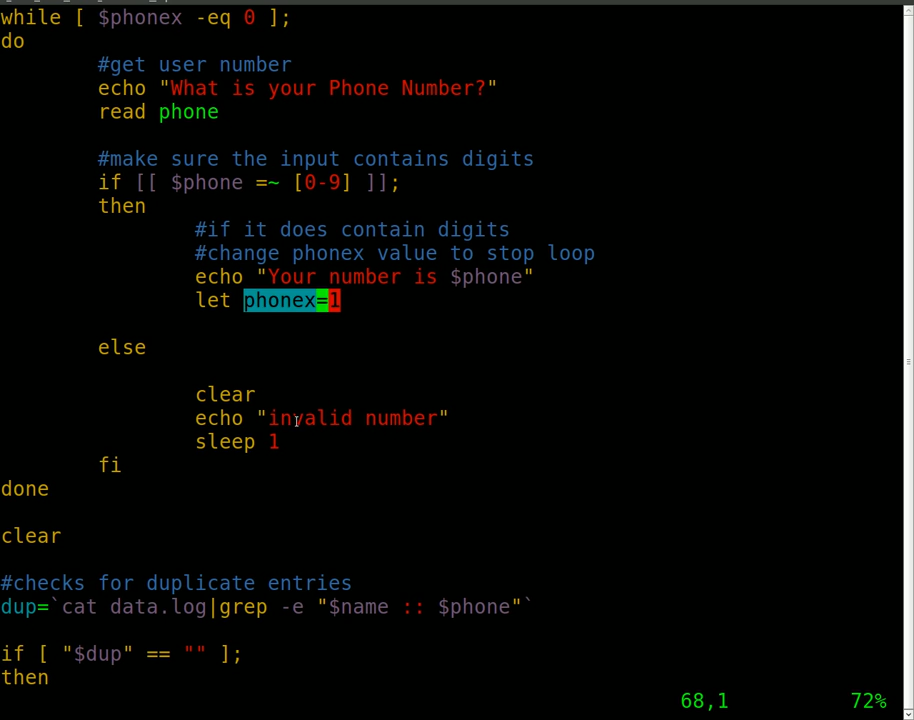 while [ $phonex -eq 0 ];
do
#get user number
echo "What is your Phone Number?"
read phone
#make sure the input contains digits
if [[ $phone =~ [0-9] ]];
then
#if it does contain digits
#change phonex value to stop loop
echo "Your number is $phone"
let phonex=1
else
clear
echo "invalid number"
sleep 1
fi
done
clear
#checks for duplicate entries
dup=`cat data.log|grep -e "$name :: $phone"`
if [ "$dup" == "" ];
then
68,1 72%